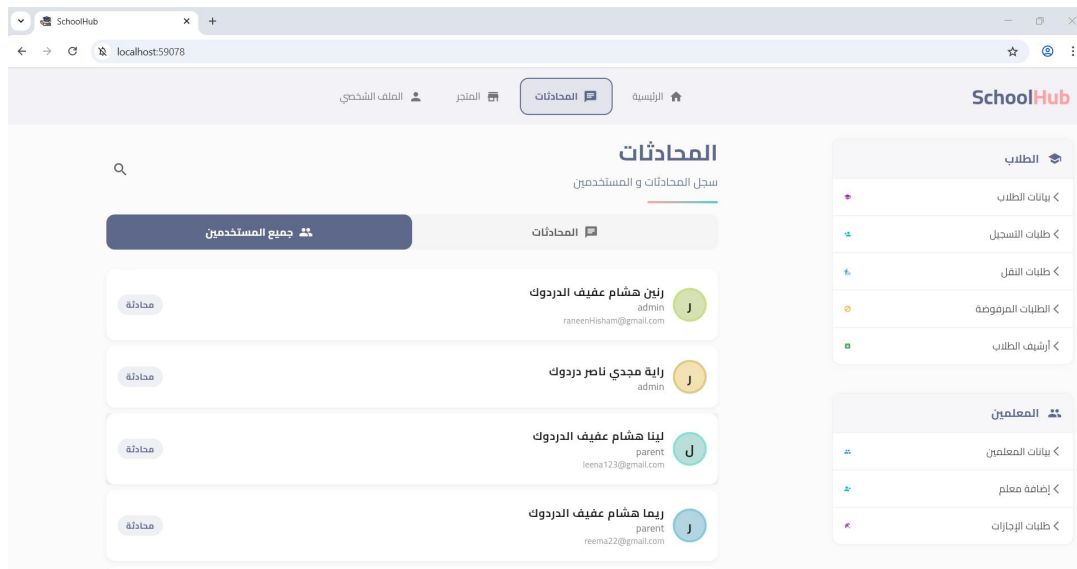 SchoolHub
localhost:59078
SchoolHub
الرئيسية
المحادثات
المتجر
الملف الشخصي
الطلاب
بيانات الطلاب
طلبات التسجيل
طلبات النقل
الطلبات المرفوضة
أرشيف الطلاب
المعلمين
بيانات المعلمين
إضافة معلم
طلبات الإجازات
المحادثات
سجل المحادثات و المستخدمين
المحادثات
جميع المستخدمين
رنين هشام عفيف الدردوك
admin
raneenHisham@gmail.com
محادثة
راية مجدي ناصر دردوك
admin
محادثة
لينا هشام عفيف الدردوك
parent
leena123@gmail.com
محادثة
ريما هشام عفيف الدردوك
parent
reema22@gmail.com
محادثة
ر
ر
ل
ر